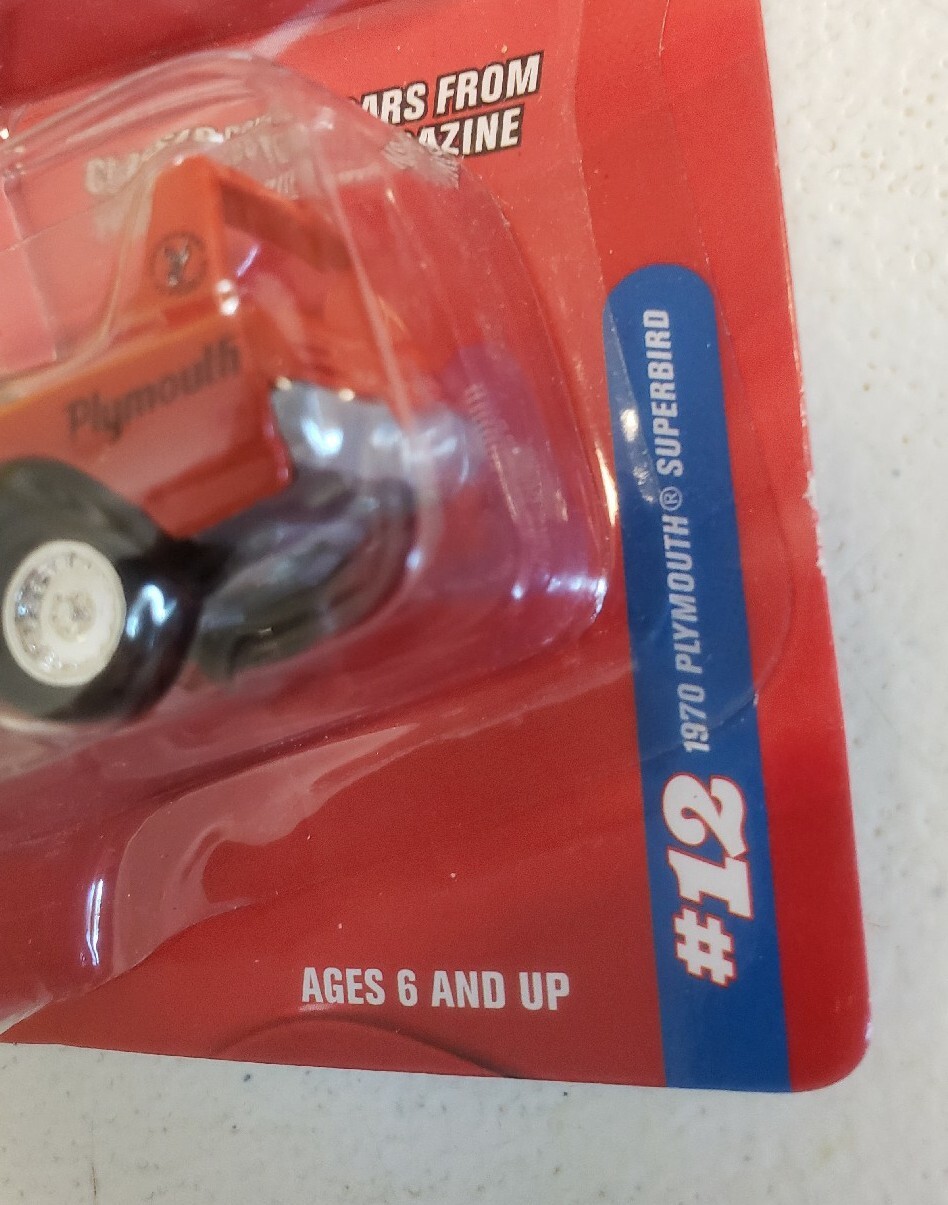 ARS FROM
AZINE
Plymouth
1970 PLYMOUTH® SUPERBIRD
#12
AGES 6 AND UP